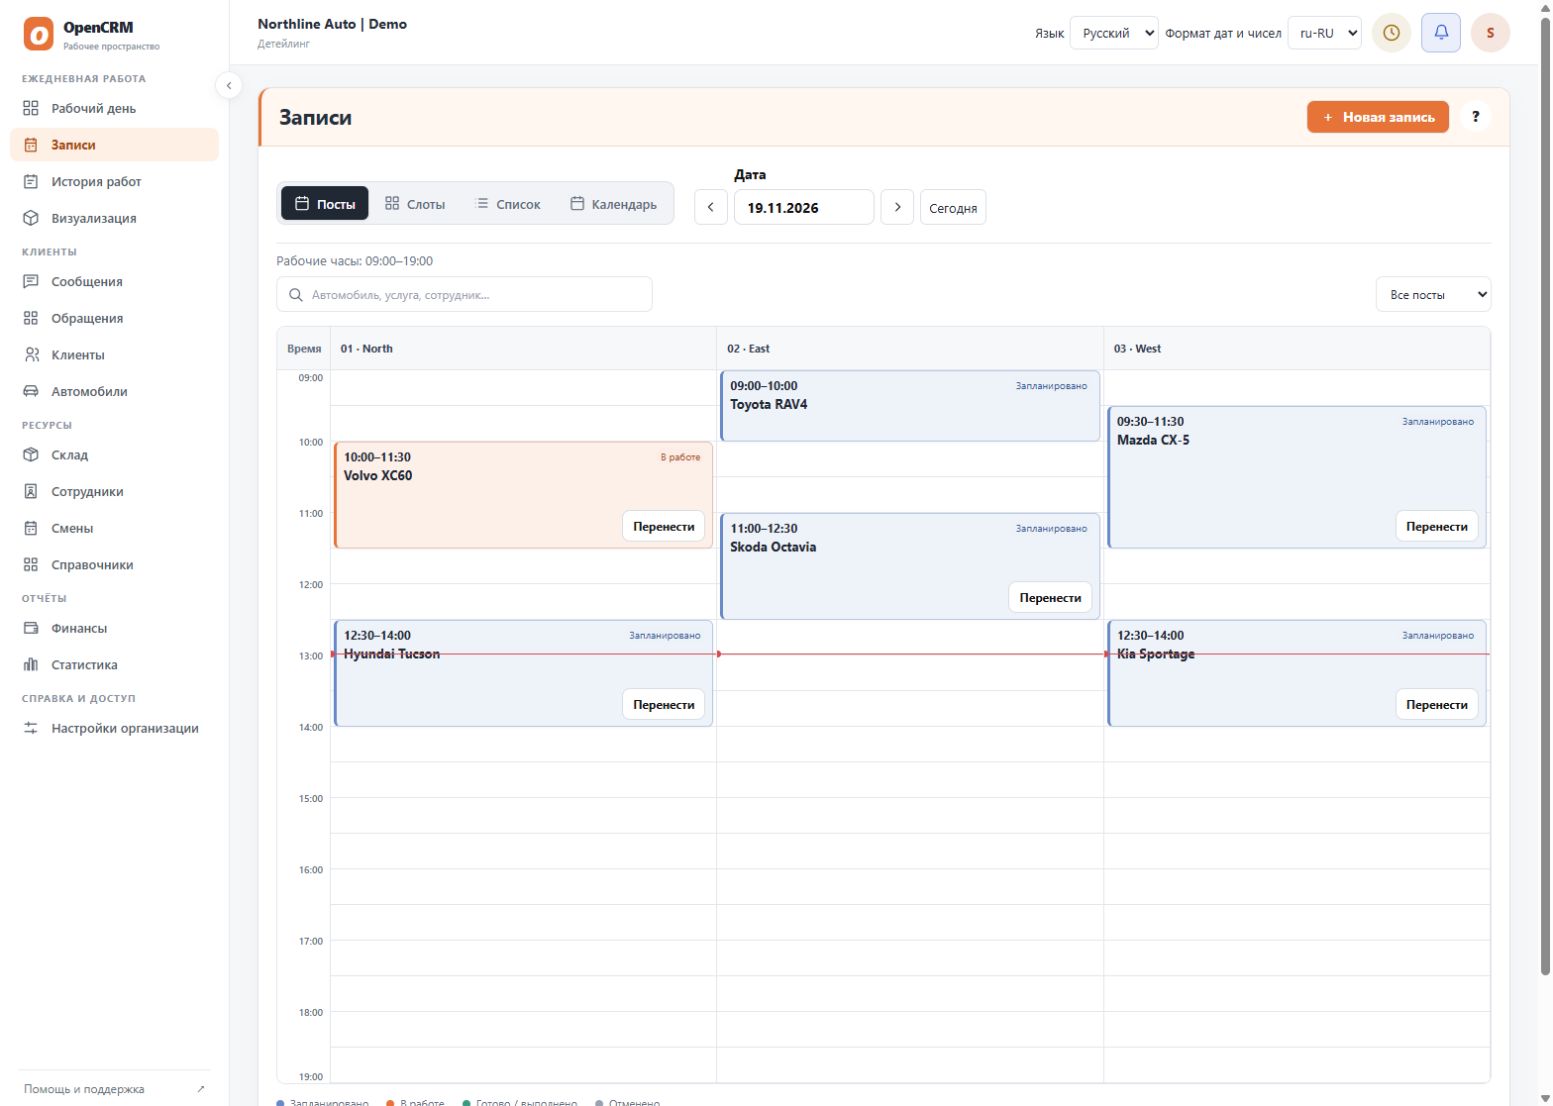 OpenCRM
Рабочее пространство
ЕЖЕДНЕВНАЯ РАБОТА
Рабочий день
Записи
История работ
Визуализация
КЛИЕНТЫ
Сообщения
Обращения
Клиенты
Автомобили
РЕСУРСЫ
Склад
Сотрудники
Смены
Справочники
ОТЧЁТЫ
Финансы
Статистика
СПРАВКА И ДОСТУП
Настройки организации
Помощь и поддержка
Northline Auto | Demo
Детейлинг
Язык Русский Формат дат и чисел ru-RU S
Записи
+ Новая запись ?
Дата
Посты Слоты Список Календарь 19.11.2026 Сегодня
Рабочие часы: 09:00–19:00
Автомобиль, услуга, сотрудник...
Все посты
Время 01 · North 02 · East 03 · West
09:00
09:00–10:00 Запланировано
Toyota RAV4
09:30–11:30 Запланировано
Mazda CX-5
Перенести
10:00
10:00–11:30 В работе
Volvo XC60
Перенести
11:00
11:00–12:30 Запланировано
Skoda Octavia
Перенести
12:00
12:30–14:00 Запланировано
Hyundai Tucson
Перенести
12:30–14:00 Запланировано
Kia Sportage
Перенести
13:00
14:00
15:00
16:00
17:00
18:00
19:00
Запланировано В работе Готово / выполнено Отменено